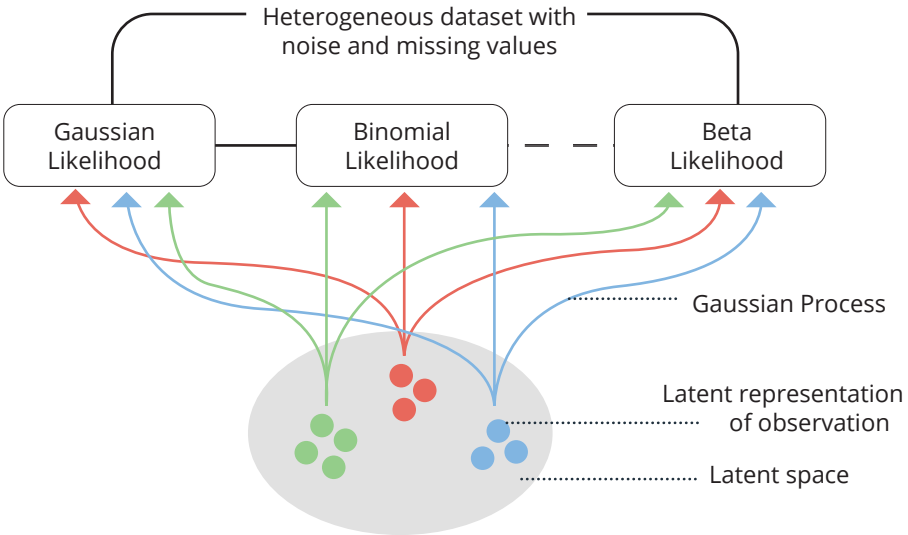 Heterogeneous dataset with
noise and missing values
Gaussian
Likelihood
Binomial
Likelihood
Beta
Likelihood
Gaussian Process
Latent representation
of observation
Latent space